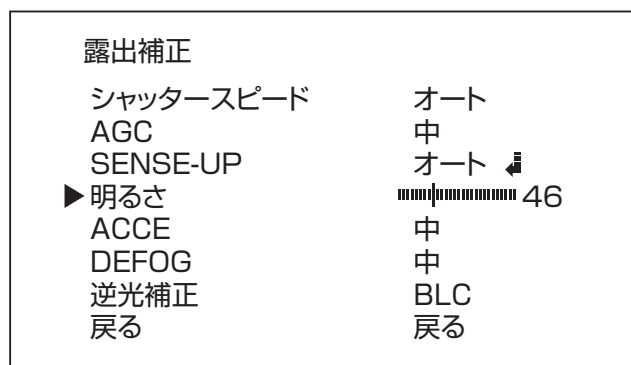 露出補正
シャッタースピード オート
AGC 中
SENSE-UP オート
▶明るさ 46
ACCE 中
DEFOG 中
逆光補正 BLC
戻る 戻る